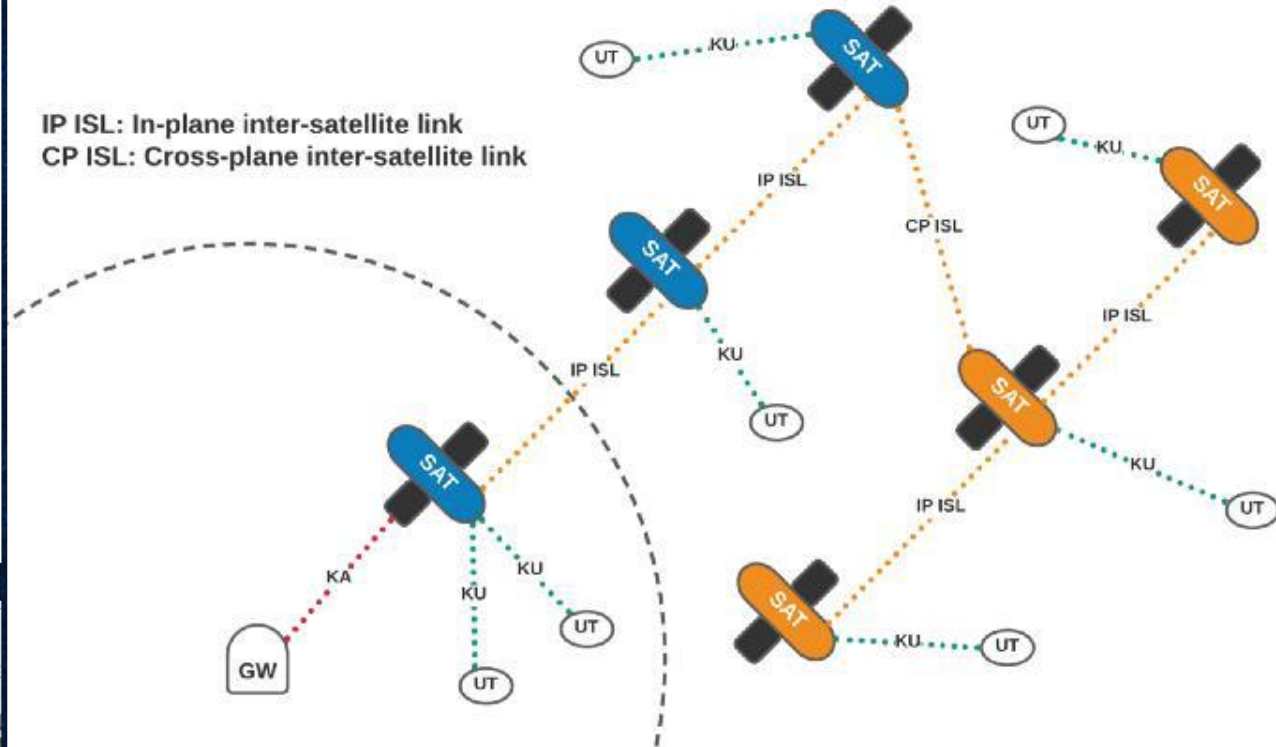 UT
KU
SAT
UT
KU
SAT
IP ISL: In-plane inter-satellite link
CP ISL: Cross-plane inter-satellite link
IP ISL
CP ISL
SAT
IP ISL
IP ISL
KU
SAT
UT
KU
SAT
UT
IP ISL
KA
KU
KU
SAT
UT
KU
UT
GW
UT